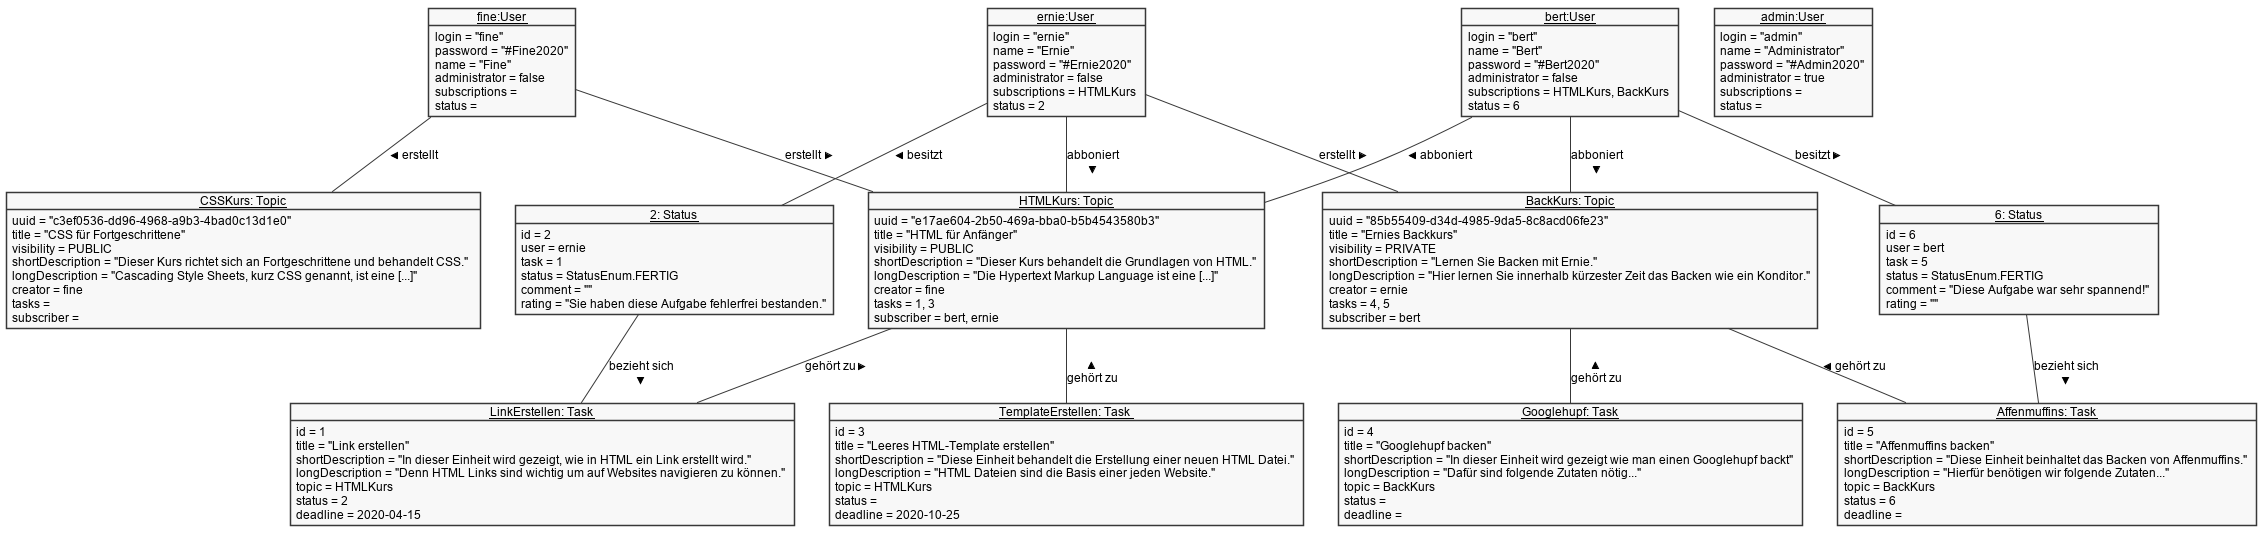 fine:User
login = "fine"
password = "#Fine2020"
name = "Fine"
administrator = false
subscriptions =
status =
ernie:User
login = "ernie"
name = "Ernie"
password = "#Ernie2020"
administrator = false
subscriptions = HTMLKurs
status = 2
bert:User
login = "bert"
name = "Bert"
password = "#Bert2020"
administrator = false
subscriptions = HTMLKurs, BackKurs
status = 6
admin:User
login = "admin"
name = "Administrator"
password = "#Admin2020"
administrator = true
subscriptions =
status =
◄ erstellt
erstellt ►
◄ besitzt
abboniert
▼
erstellt ►
◄ abboniert
abboniert
▼
besitzt ►
CSSKurs: Topic
uuid = "c3ef0536-dd96-4968-a9b3-4bad0c13d1e0"
title = "CSS für Fortgeschrittene"
visibility = PUBLIC
shortDescription = "Dieser Kurs richtet sich an Fortgeschrittene und behandelt CSS."
longDescription = "Cascading Style Sheets, kurz CSS genannt, ist eine [...]"
creator = fine
tasks =
subscriber =
2: Status
id = 2
user = ernie
task = 1
status = StatusEnum.FERTIG
comment = ""
rating = "Sie haben diese Aufgabe fehlerfrei bestanden."
HTMLKurs: Topic
uuid = "e17ae604-2b50-469a-bba0-b5b4543580b3"
title = "HTML für Anfänger"
visibility = PUBLIC
shortDescription = "Dieser Kurs behandelt die Grundlagen von HTML."
longDescription = "Die Hypertext Markup Language ist eine [...]"
creator = fine
tasks = 1, 3
subscriber = bert, ernie
BackKurs: Topic
uuid = "85b55409-d34d-4985-9da5-8c8acd06fe23"
title = "Ernies Backkurs"
visibility = PRIVATE
shortDescription = "Lernen Sie Backen mit Ernie."
longDescription = "Hier lernen Sie innerhalb kürzester Zeit das Backen wie ein Konditor."
creator = ernie
tasks = 4, 5
subscriber = bert
6: Status
id = 6
user = bert
task = 5
status = StatusEnum.FERTIG
comment = "Diese Aufgabe war sehr spannend!"
rating = ""
bezieht sich
▼
gehört zu ►
▲
gehört zu
▲
gehört zu
◄ gehört zu
bezieht sich
▼
LinkErstellen: Task
id = 1
title = "Link erstellen"
shortDescription = "In dieser Einheit wird gezeigt, wie in HTML ein Link erstellt wird."
longDescription = "Denn HTML Links sind wichtig um auf Websites navigieren zu können."
topic = HTMLKurs
status = 2
deadline = 2020-04-15
TemplateErstellen: Task
id = 3
title = "Leeres HTML-Template erstellen"
shortDescription = "Diese Einheit behandelt die Erstellung einer neuen HTML Datei."
longDescription = "HTML Dateien sind die Basis einer jeden Website."
topic = HTMLKurs
status =
deadline = 2020-10-25
Googlehupf: Task
id = 4
title = "Googlehupf backen"
shortDescription = "In dieser Einheit wird gezeigt wie man einen Googlehupf backt"
longDescription = "Dafür sind folgende Zutaten nötig..."
topic = BackKurs
status =
deadline =
Affenmuffins: Task
id = 5
title = "Affenmuffins backen"
shortDescription = "Diese Einheit beinhaltet das Backen von Affenmuffins."
longDescription = "Hierfür benötigen wir folgende Zutaten..."
topic = BackKurs
status = 6
deadline =